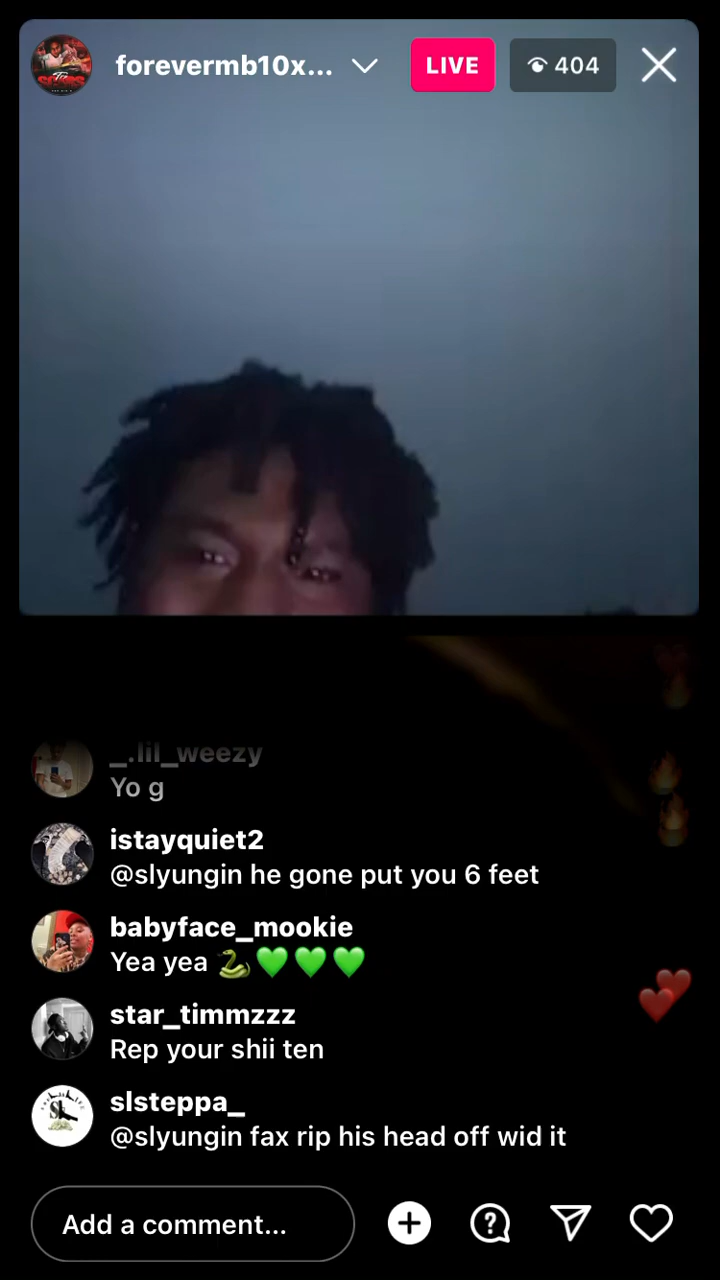 forevermb10x...
LIVE
404
_.lil_weezy
Yo g
istayquiet2
@slyungin he gone put you 6 feet
babyface_mookie
Yea yea 🐍💚💚💚
star_timmzzz
Rep your shii ten
slsteppa_
@slyungin fax rip his head off wid it
Add a comment...